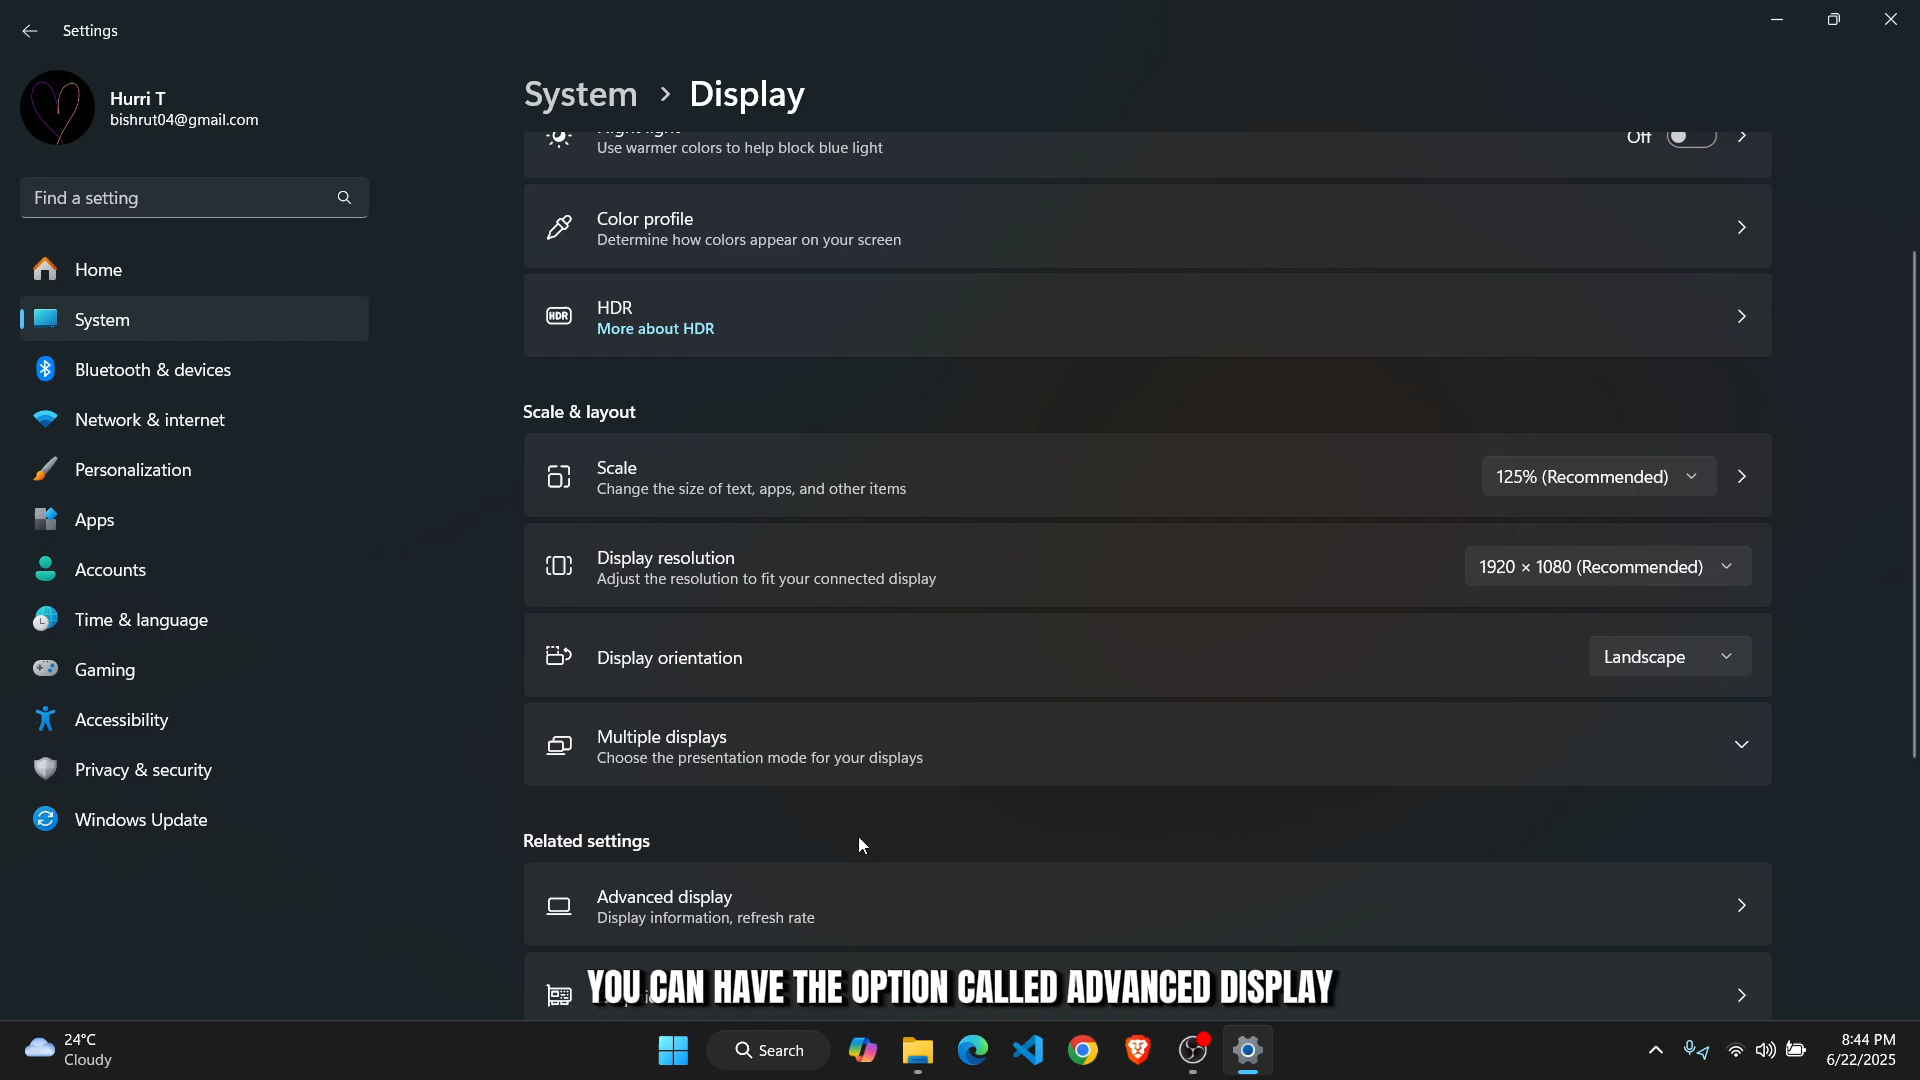 Settings
Hurri T
bishrut04@gmail.com
Find a setting
Home
System
Bluetooth & devices
Network & internet
Personalization
Apps
Accounts
Time & language
Gaming
Accessibility
Privacy & security
Windows Update
System > Display
Use warmer colors to help block blue light
Off
Color profile
Determine how colors appear on your screen
HDR
HDR
More about HDR
Scale & layout
Scale
Change the size of text, apps, and other items
125% (Recommended)
Display resolution
Adjust the resolution to fit your connected display
1920 × 1080 (Recommended)
Display orientation
Landscape
Multiple displays
Choose the presentation mode for your displays
Related settings
Advanced display
Display information, refresh rate
YOU CAN HAVE THE OPTION CALLED ADVANCED DISPLAY
24°C
Cloudy
Search
8:44 PM
6/22/2025